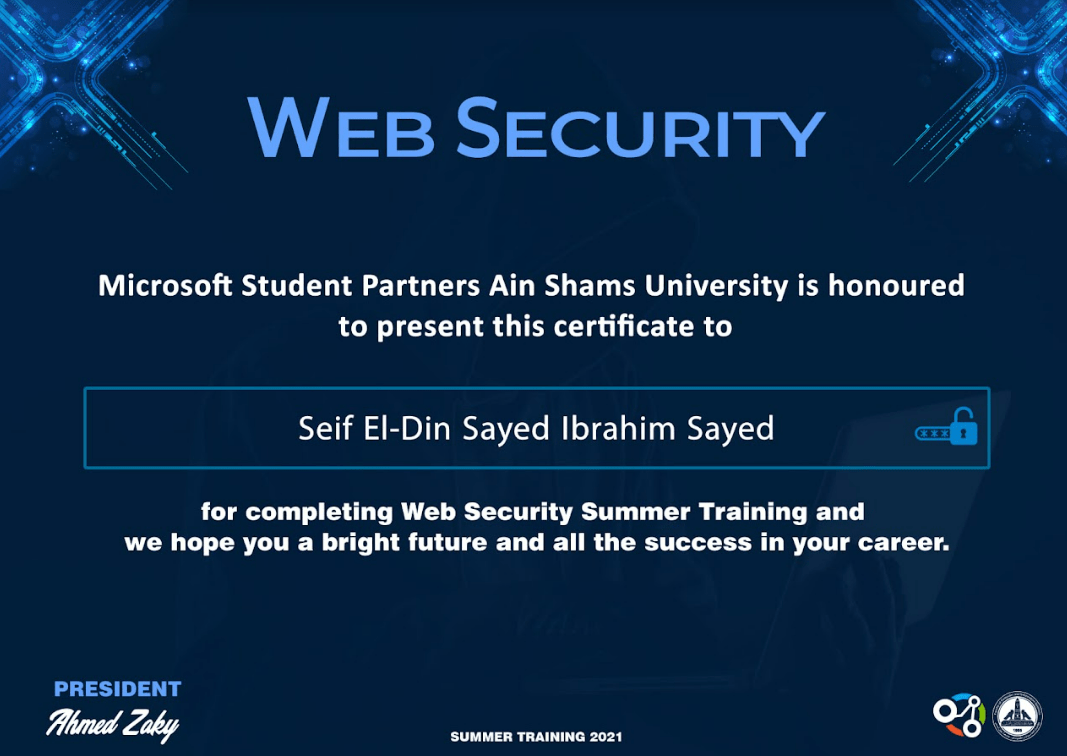 WEB SECURITY
Microsoft Student Partners Ain Shams University is honoured
to present this certificate to
Seif El-Din Sayed Ibrahim Sayed
for completing Web Security Summer Training and
we hope you a bright future and all the success in your career.
PRESIDENT
Ahmed Zaky
SUMMER TRAINING 2021